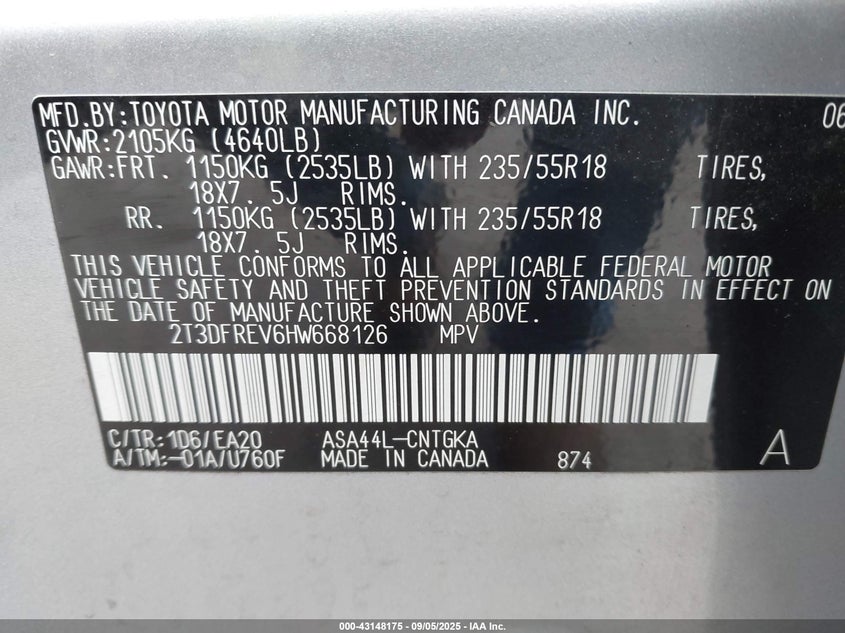 MFD.BY:TOYOTA MOTOR MANUFACTURING CANADA INC. 06
GVWR:2105KG (4640LB)
GAWR:FRT. 1150KG (2535LB) WITH 235/55R18 TIRES,
18X7. 5J RIMS.
RR. 1150KG (2535LB) WITH 235/55R18 TIRES,
18X7. 5J RIMS.
THIS VEHICLE CONFORMS TO ALL APPLICABLE FEDERAL MOTOR
VEHICLE SAFETY AND THEFT PREVENTION STANDARDS IN EFFECT ON
THE DATE OF MANUFACTURE SHOWN ABOVE.
2T3DFREV6HW668126 MPV
C/TR:1D6/EA20 ASA44L-CNTGKA
A/TM:-01A/U760F MADE IN CANADA 874 A
000-43148175 - 09/05/2025 - IAA Inc.